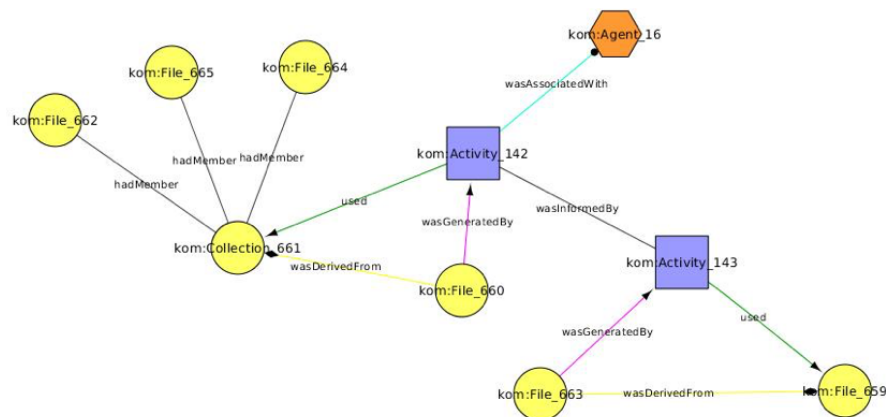 kom:Agent_16
kom:File_665
kom:File_664
wasAssociatedWith
kom:File_662
kom:Activity_142
hadMember
hadMember
hadMember
used
wasInformedBy
wasGeneratedBy
kom:Collection_661
wasDerivedFrom
kom:Activity_143
kom:File_660
used
wasGeneratedBy
kom:File_663
wasDerivedFrom
kom:File_659